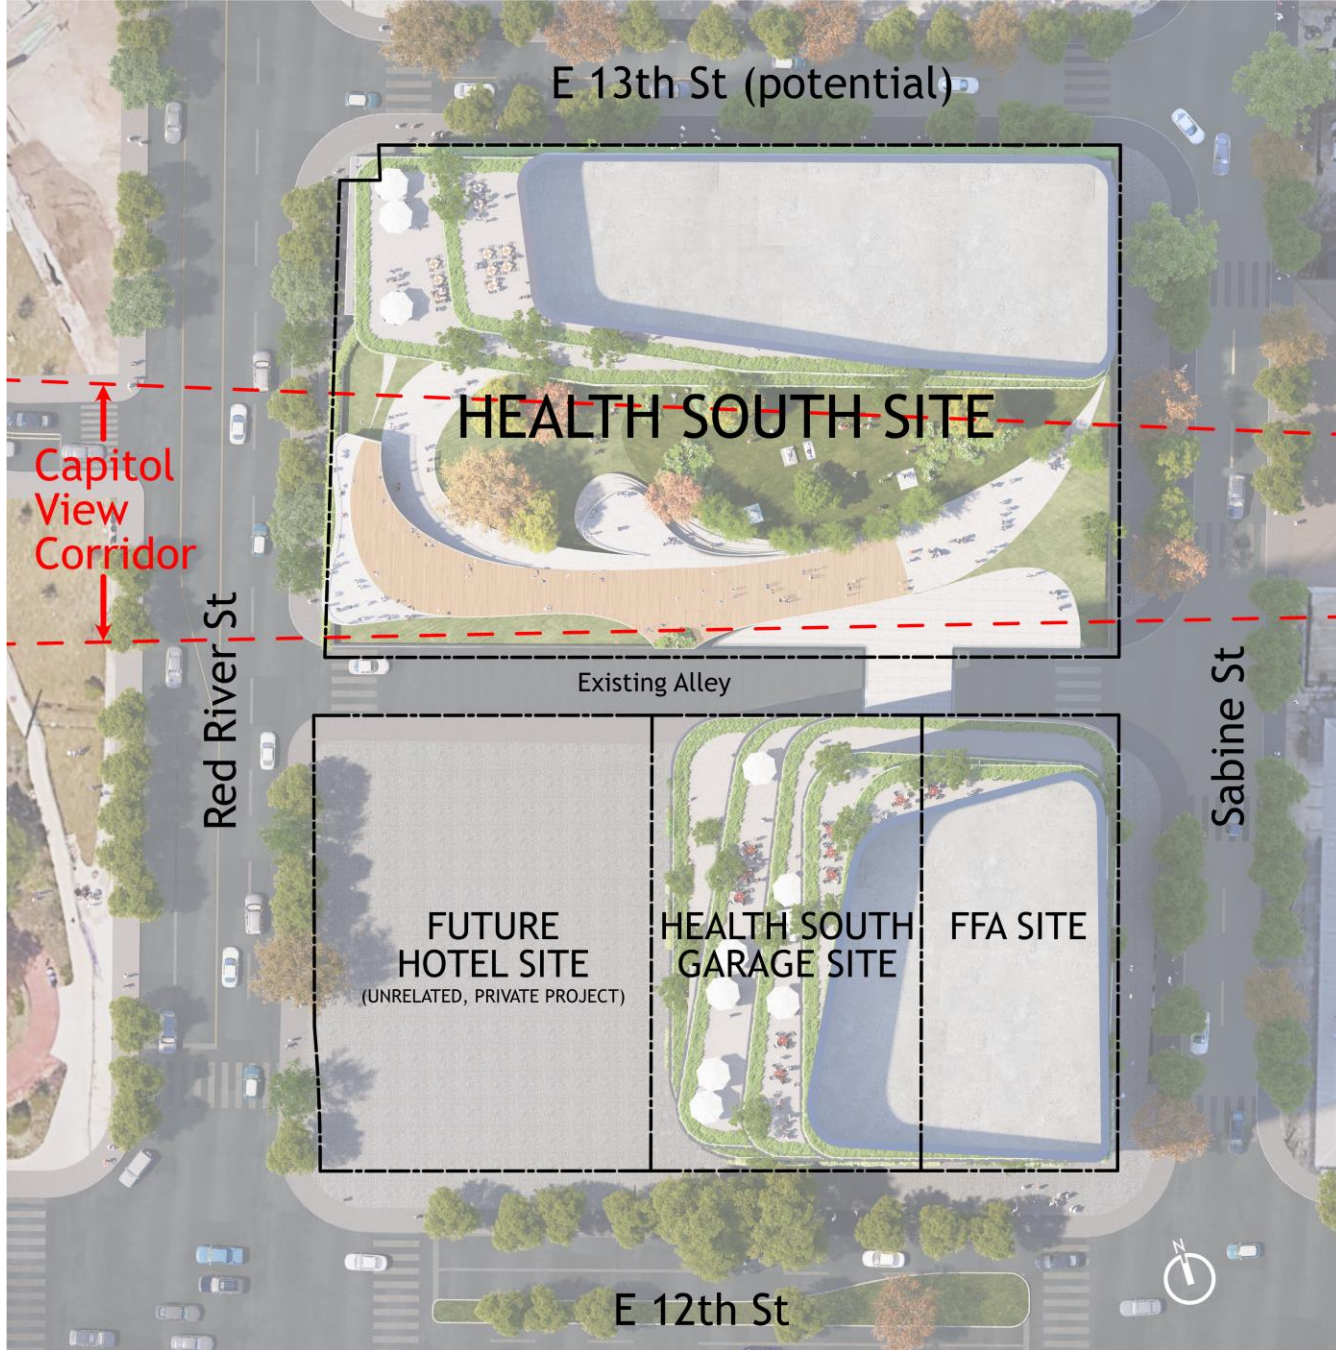 E 13th St (potential)
HEALTH SOUTH SITE
Capitol
View
Corridor
Red River St
Existing Alley
Sabine St
FUTURE
HOTEL SITE
(UNRELATED, PRIVATE PROJECT)
HEALTH SOUTH
GARAGE SITE
FFA SITE
N
E 12th St